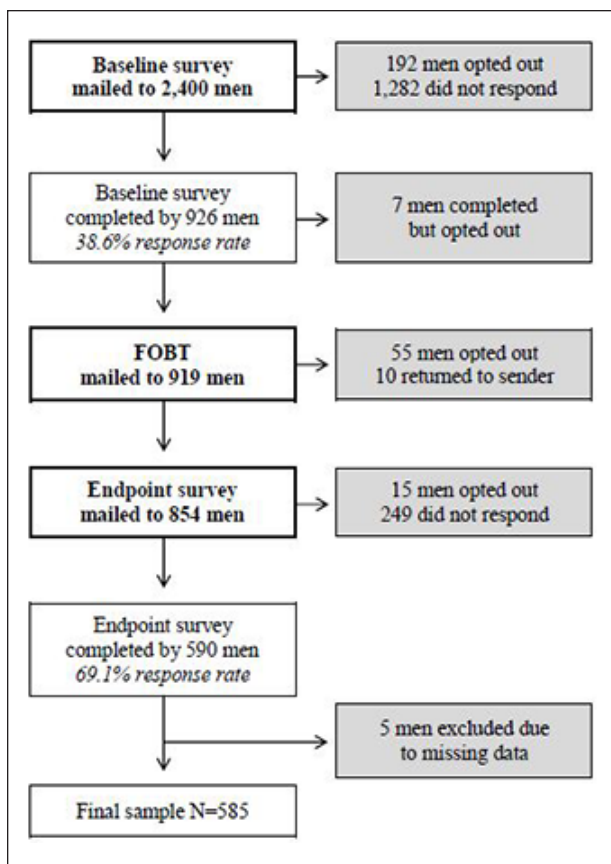 Baseline survey
mailed to 2,400 men
192 men opted out
1,282 did not respond
Baseline survey
completed by 926 men
38.6% response rate
7 men completed
but opted out
FOBT
mailed to 919 men
55 men opted out
10 returned to sender
Endpoint survey
mailed to 854 men
15 men opted out
249 did not respond
Endpoint survey
completed by 590 men
69.1% response rate
5 men excluded due
to missing data
Final sample N=585